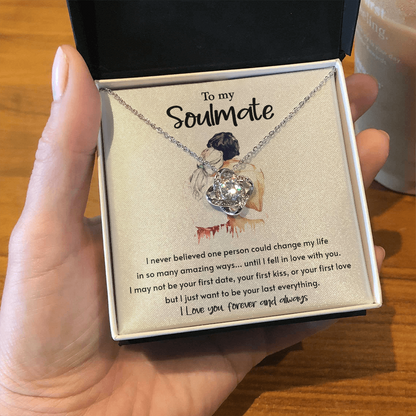 To my
Soulmate
I never believed one person could change my life
in so many amazing ways... until I fell in love with you.
I may not be your first date, your first kiss, or your first love
but I just want to be your last everything.
I Love you forever and always